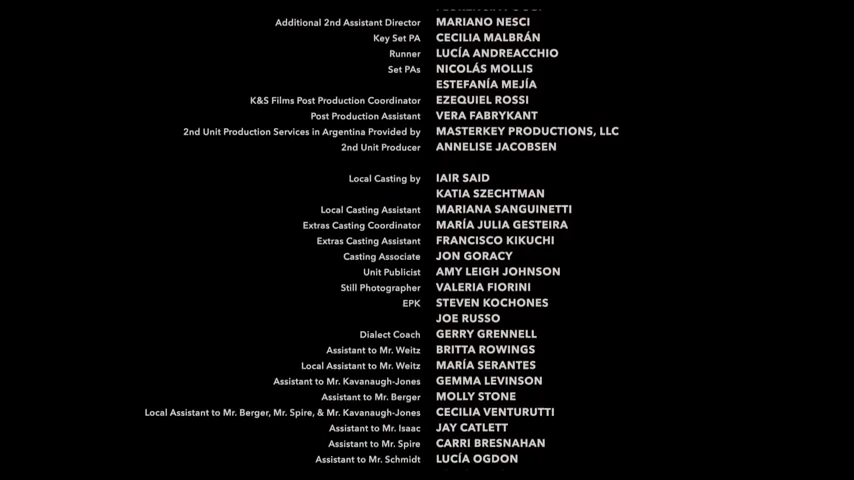 Additional 2nd Assistant Director MARIANO NESCI
Key Set PA CECILIA MALBRÁN
Runner LUCÍA ANDREACCHIO
Set PAs NICOLÁS MOLLIS
ESTEFANÍA MEJÍA
K&S Films Post Production Coordinator EZEQUIEL ROSSI
Post Production Assistant VERA FABRYKANT
2nd Unit Production Services in Argentina Provided by MASTERKEY PRODUCTIONS, LLC
2nd Unit Producer ANNELISE JACOBSEN
Local Casting by IAIR SAID
KATIA SZECHTMAN
Local Casting Assistant MARIANA SANGUINETTI
Extras Casting Coordinator MARÍA JULIA GESTEIRA
Extras Casting Assistant FRANCISCO KIKUCHI
Casting Associate JON GORACY
Unit Publicist AMY LEIGH JOHNSON
Still Photographer VALERIA FIORINI
EPK STEVEN KOCHONES
JOE RUSSO
Dialect Coach GERRY GRENNELL
Assistant to Mr. Weitz BRITTA ROWINGS
Local Assistant to Mr. Weitz MARÍA SERANTES
Assistant to Mr. Kavanaugh-Jones GEMMA LEVINSON
Assistant to Mr. Berger MOLLY STONE
Local Assistant to Mr. Berger, Mr. Spire, & Mr. Kavanaugh-Jones CECILIA VENTURUTTI
Assistant to Mr. Isaac JAY CATLETT
Assistant to Mr. Spire CARRI BRESNAHAN
Assistant to Mr. Schmidt LUCÍA OGDON